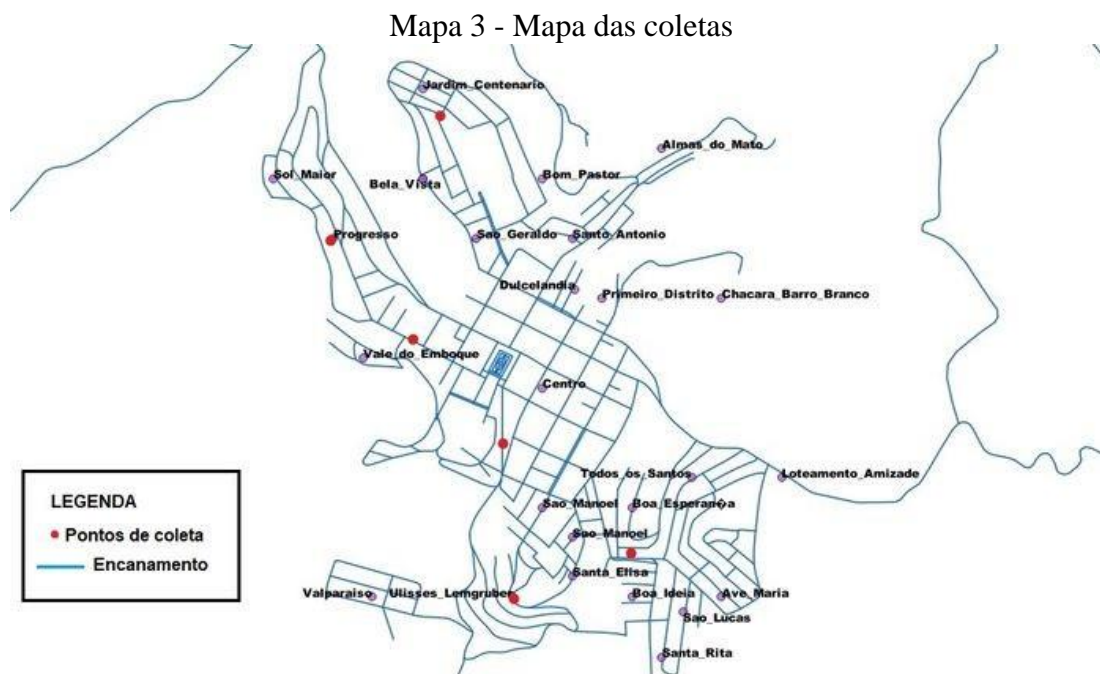 Mapa 3 - Mapa das coletas
Jardim_Centenario
Almas_do_Mato
Sol_Maior
Bela_Vista
Bom_Pastor
Progresso
Sao_Geraldo
Santo_Antonio
Dulcelandia
Primeiro_Distrito
Chacara_Barro_Branco
Vale_do_Emboque
Centro
Todos_os_Santos
Loteamento_Amizade
Sao_Manoel
Boa_Esperan�a
Sao_Manoel
Santa_Elisa
Valparaiso
Ulisses_Lemgruber
Boa_Ideia
Ave_Maria
Sao_Lucas
Santa_Rita
LEGENDA
Pontos de coleta
Encanamento